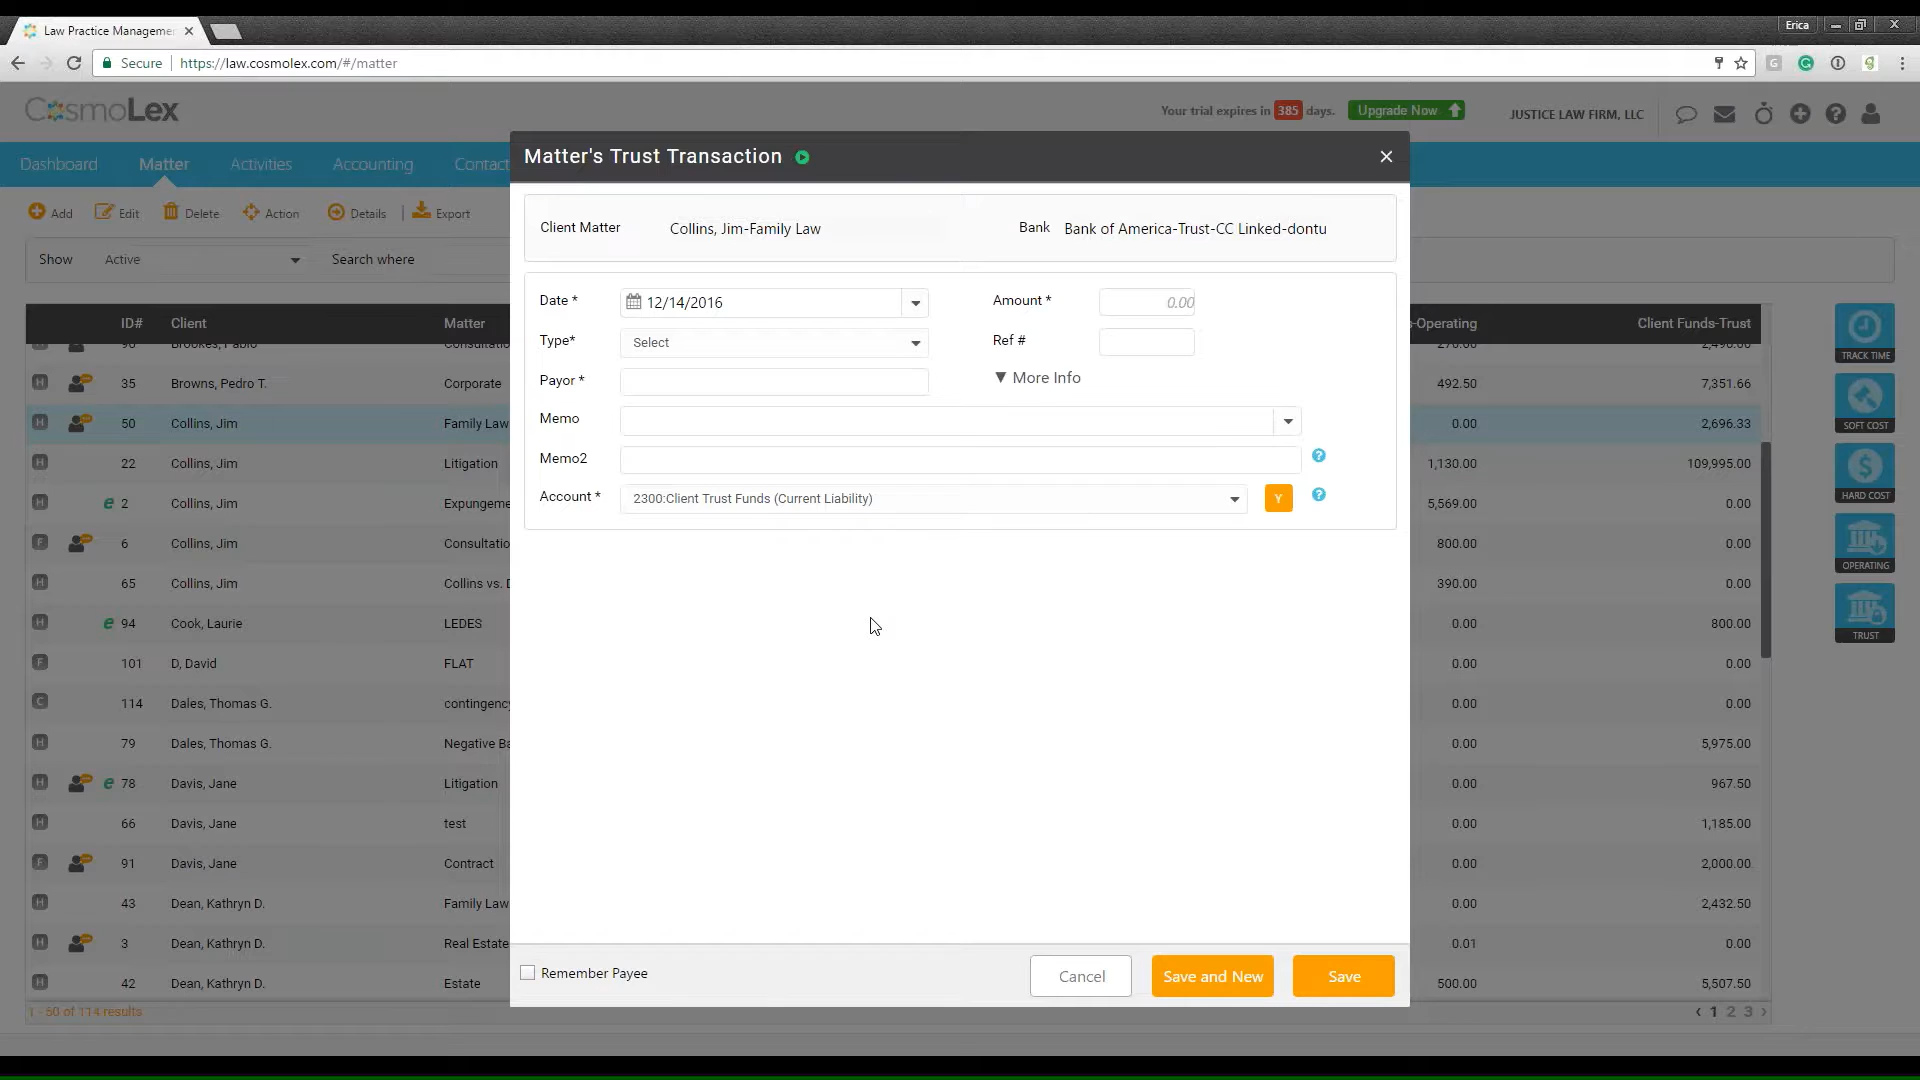 Law Practice Manageme
Erica
Secure https://law.cosmolex.com/#/matter
CosmoLex
Your trial expires in 385 days.
Upgrade Now
JUSTICE LAW FIRM, LLC
Dashboard Matter Activities Accounting Contact
Add Edit Delete Action Details Export
Show Active Search where
ID# Client Matter s-Operating Client Funds-Trust
H 96 Brookes, Pablo Consultatio 270.00 2,490.00
H 35 Browns, Pedro T. Corporate 492.50 7,351.66
H 50 Collins, Jim Family Law 0.00 2,696.33
H 22 Collins, Jim Litigation 1,130.00 109,995.00
H e 2 Collins, Jim Expungeme 5,569.00 0.00
F 6 Collins, Jim Consultatio 800.00 0.00
H 65 Collins, Jim Collins vs. D 390.00 0.00
H e 94 Cook, Laurie LEDES 0.00 800.00
F 101 D, David FLAT 0.00 0.00
C 114 Dales, Thomas G. contingency 0.00 0.00
H 79 Dales, Thomas G. Negative Ba 0.00 5,975.00
H e 78 Davis, Jane Litigation 0.00 967.50
H 66 Davis, Jane test 0.00 1,185.00
F 91 Davis, Jane Contract 0.00 2,000.00
H 43 Dean, Kathryn D. Family Law 0.00 2,432.50
H 3 Dean, Kathryn D. Real Estate 0.01 0.00
H 42 Dean, Kathryn D. Estate 500.00 5,507.50
1 - 50 of 114 results
‹ 1 2 3 ›
Matter's Trust Transaction
Client Matter Collins, Jim-Family Law Bank Bank of America-Trust-CC Linked-dontu
Date * 12/14/2016 Amount * 0.00
Type* Select Ref #
Payor * ▼ More Info
Memo
Memo2 ?
Account * 2300:Client Trust Funds (Current Liability) Y ?
Remember Payee Cancel Save and New Save
TRACK TIME
SOFT COST
HARD COST
OPERATING
TRUST